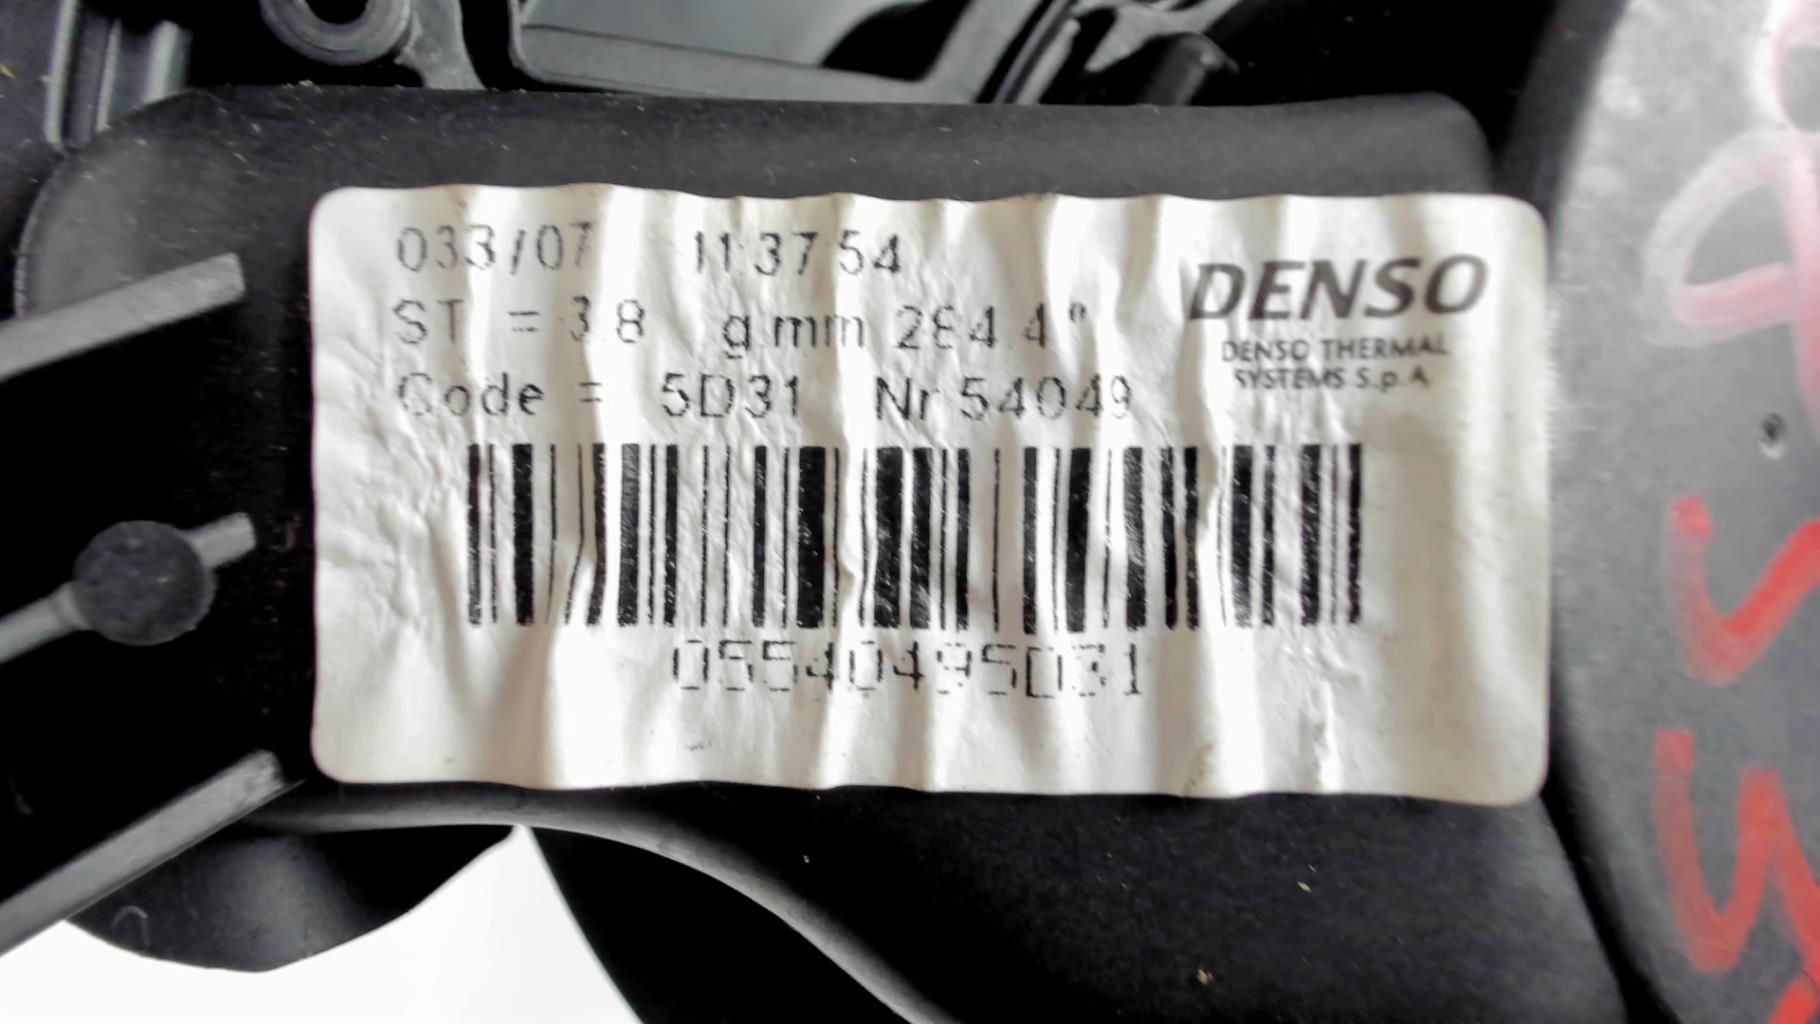 033/07 11:37:54
ST = 3.8 g.mm 284.4°
Code = 5D31 Nr 54049
DENSO
DENSO THERMAL
SYSTEMS S.p.A
05540495D31